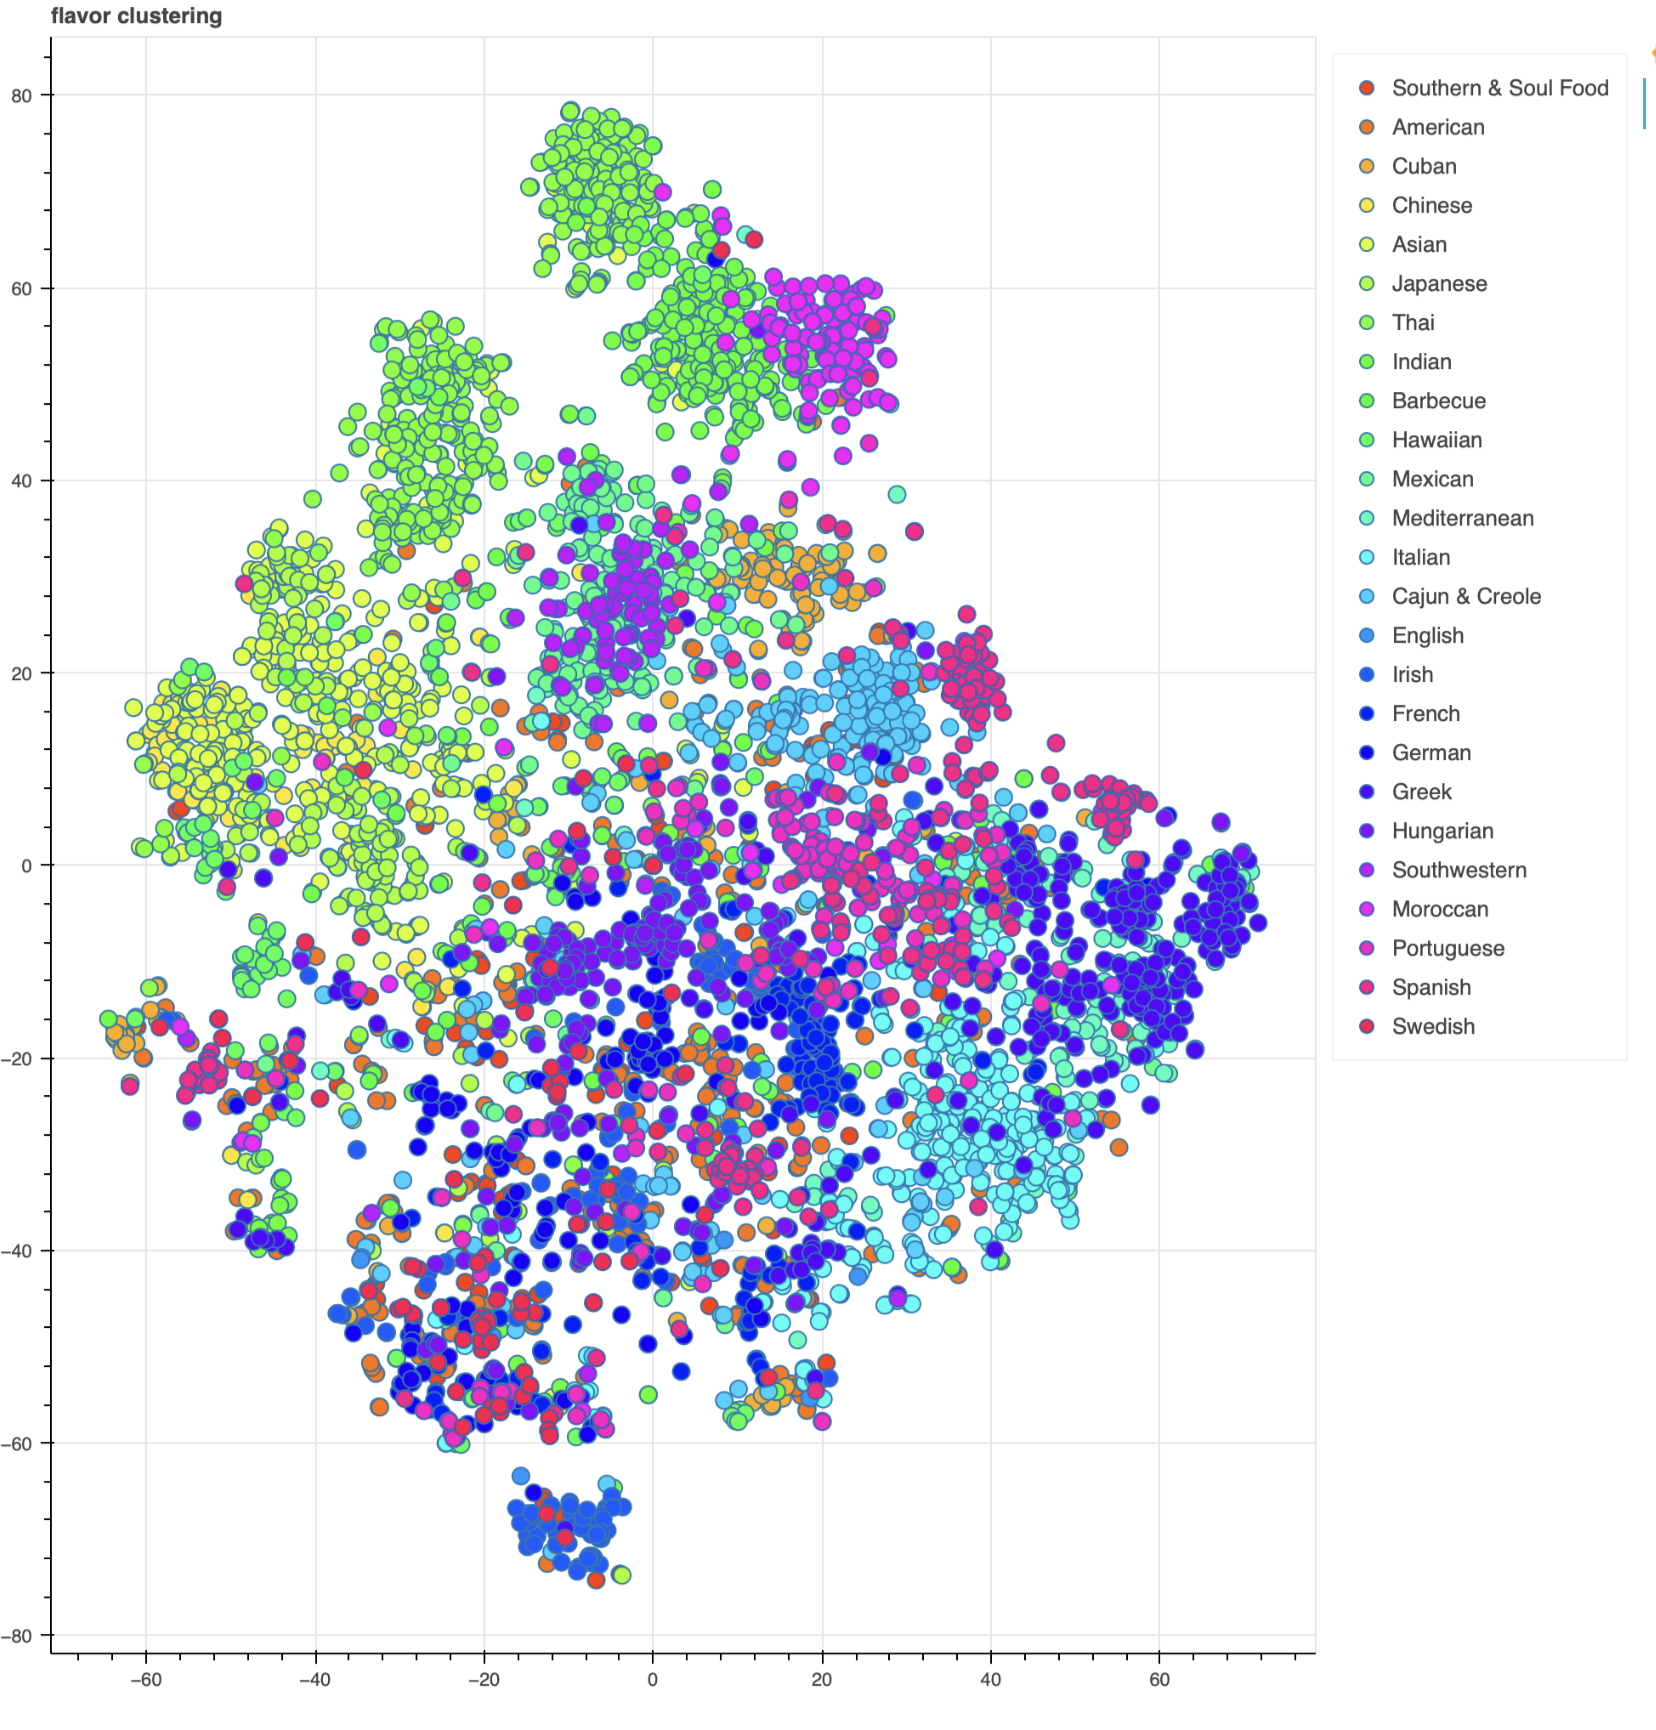 flavor clustering
80
60
40
20
0
−20
−40
−60
−80
−60
−40
−20
0
20
40
60
Southern & Soul Food
American
Cuban
Chinese
Asian
Japanese
Thai
Indian
Barbecue
Hawaiian
Mexican
Mediterranean
Italian
Cajun & Creole
English
Irish
French
German
Greek
Hungarian
Southwestern
Moroccan
Portuguese
Spanish
Swedish